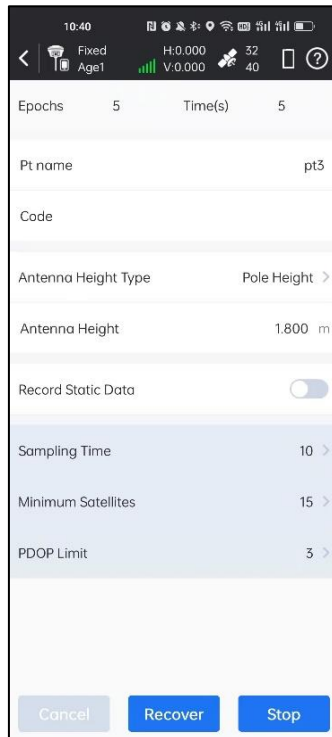 10:40
Fixed H:0.000 32
Age1 V:0.000 40
Epochs 5 Time(s) 5
Pt name pt3
Code
Antenna Height Type Pole Height
Antenna Height 1.800 m
Record Static Data
Sampling Time 10
Minimum Satellites 15
PDOP Limit 3
Cancel Recover Stop